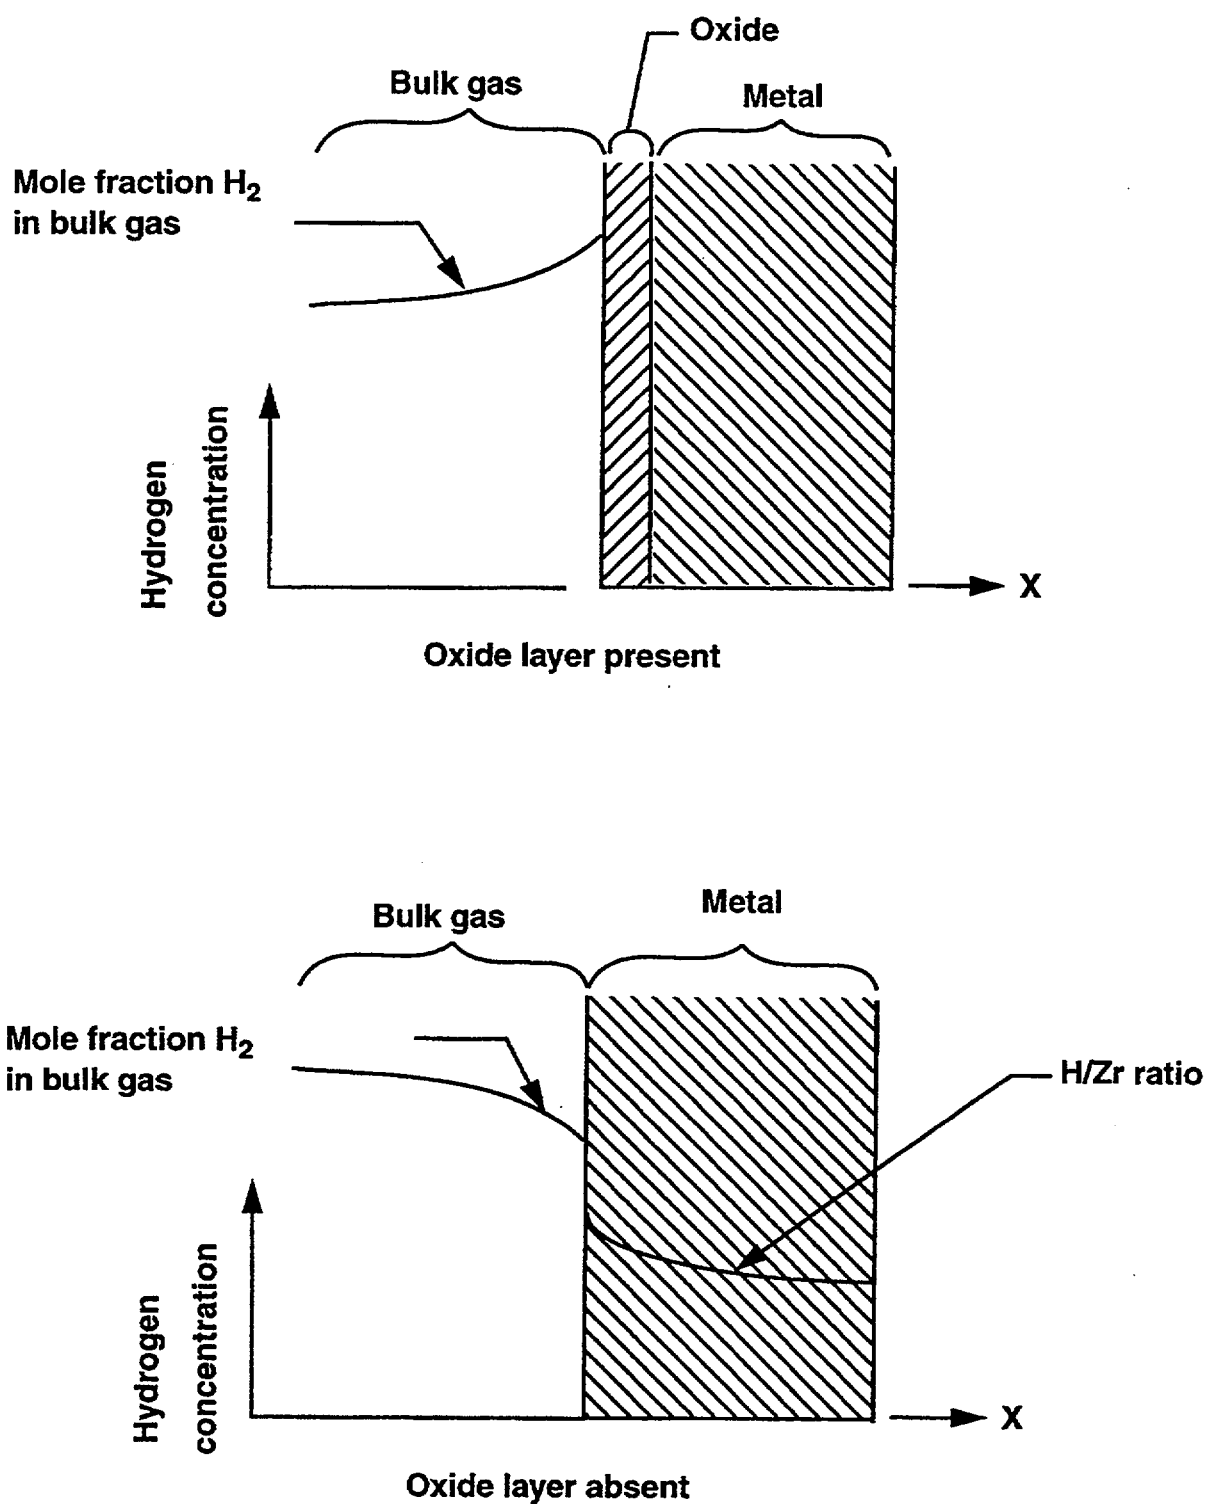 Oxide
Bulk gas
Metal
Mole fraction H₂
in bulk gas
Hydrogen
concentration
X
Oxide layer present
Bulk gas
Metal
Mole fraction H₂
in bulk gas
H/Zr ratio
Hydrogen
concentration
X
Oxide layer absent